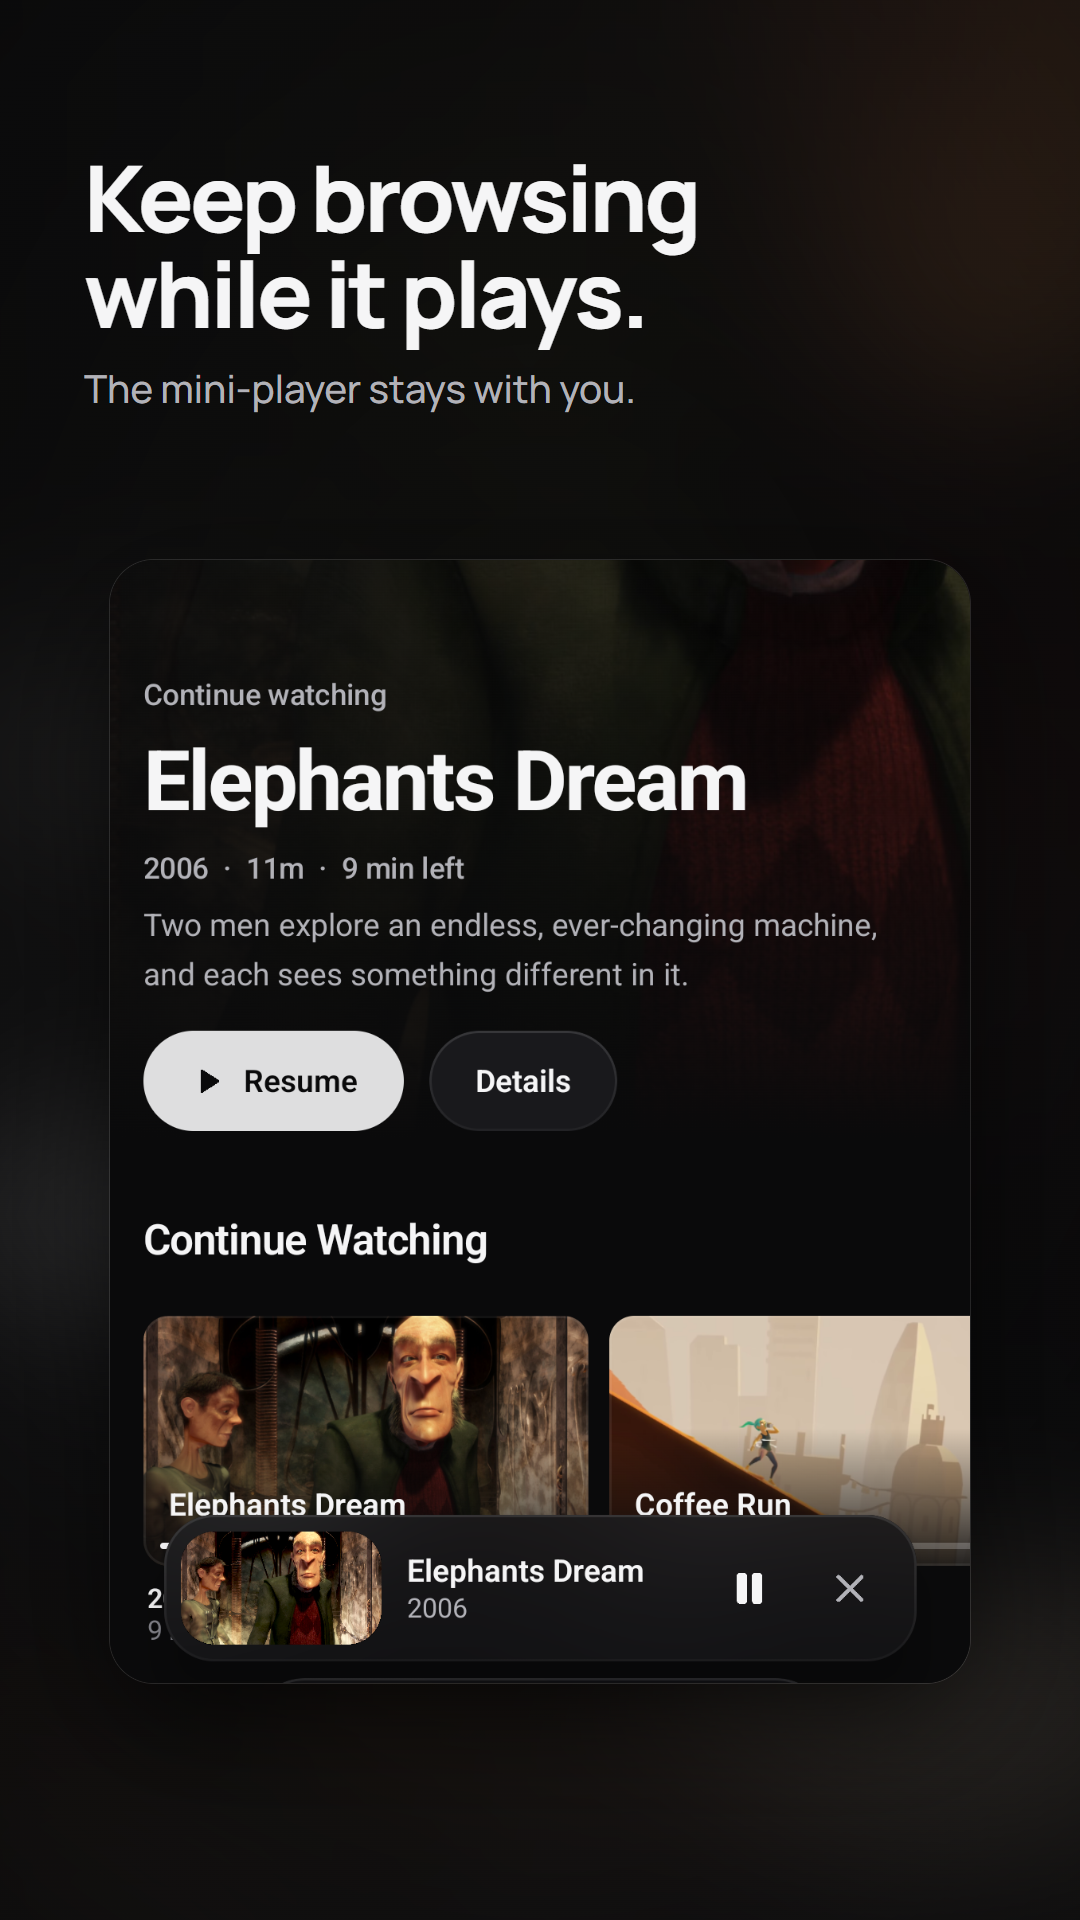 Keep browsing
while it plays.
The mini-player stays with you.
Continue watching
Elephants Dream
2006 · 11m · 9 min left
Two men explore an endless, ever-changing machine,
and each sees something different in it.
Resume
Details
Continue Watching
Elephants Dream
Coffee Run
Elephants Dream
2006